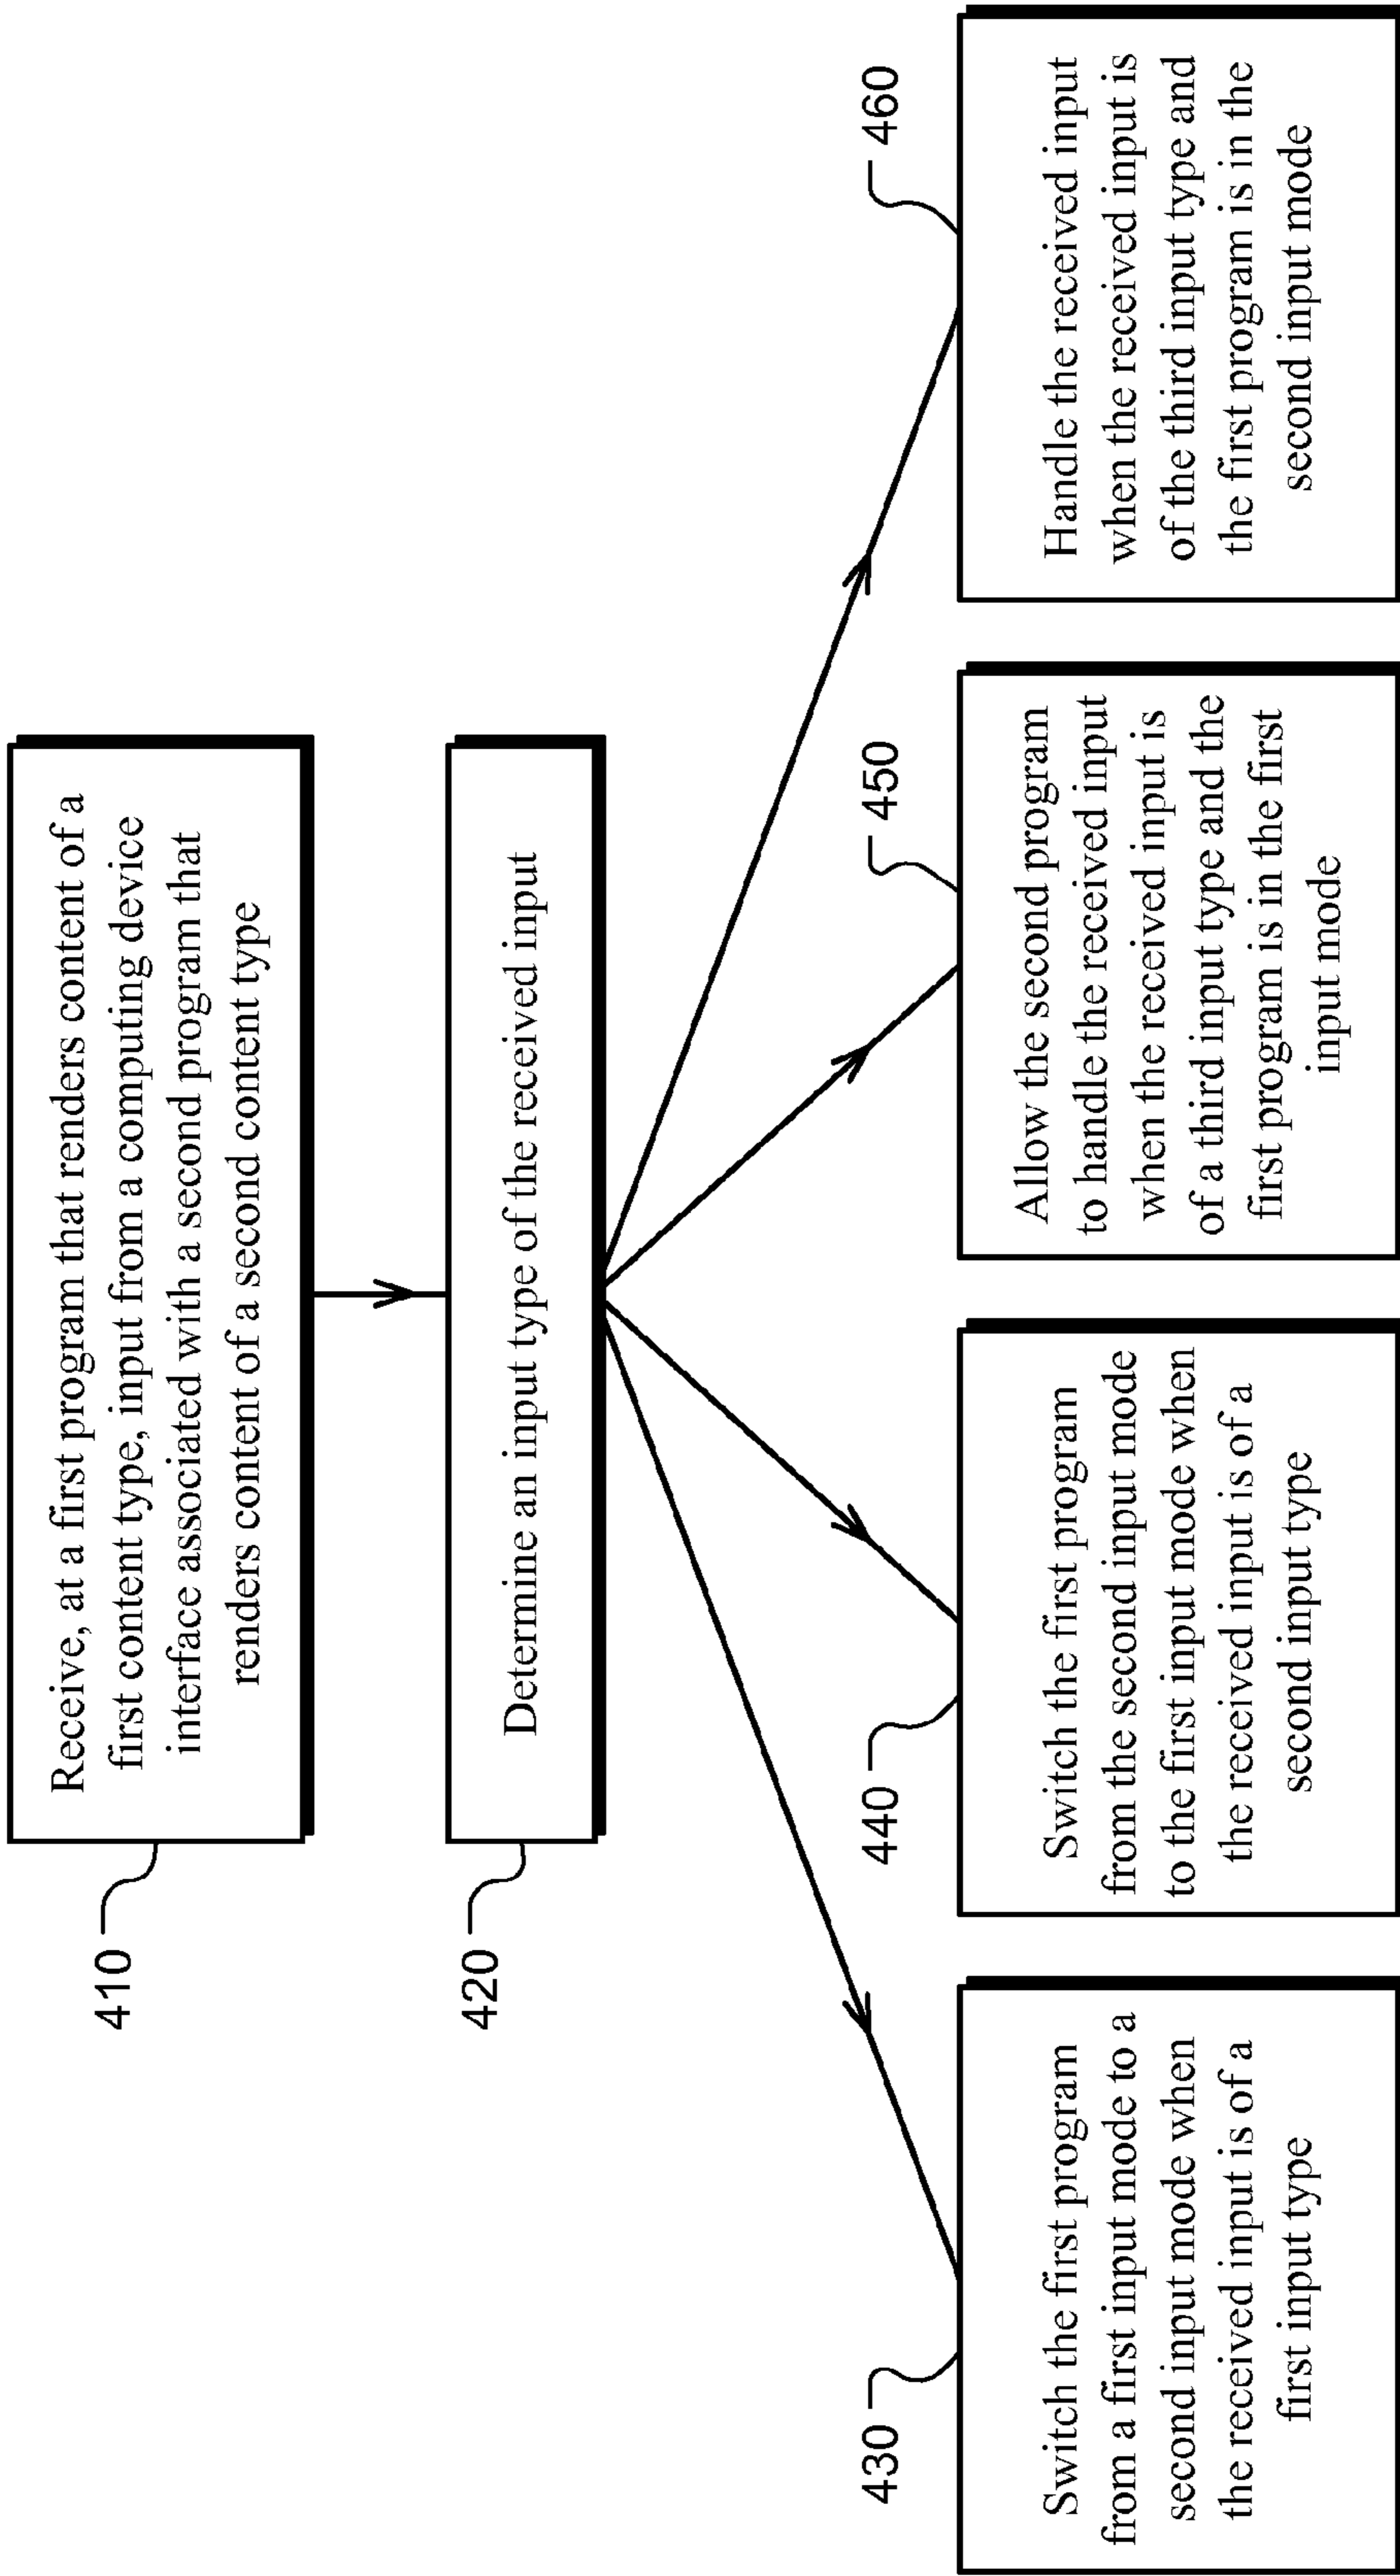 410
Receive, at a first program that renders content of a
first content type, input from a computing device
interface associated with a second program that
renders content of a second content type
420
Determine an input type of the received input
430
Switch the first program
from a first input mode to a
second input mode when
the received input is of a
first input type
440
Switch the first program
from the second input mode
to the first input mode when
the received input is of a
second input type
450
Allow the second program
to handle the received input
when the received input is
of a third input type and the
first program is in the first
input mode
460
Handle the received input
when the received input is
of the third input type and
the first program is in the
second input mode